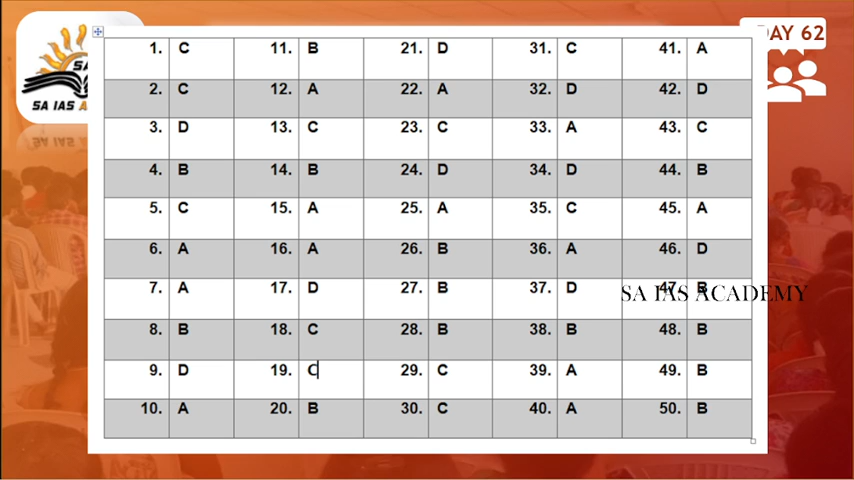 DAY 62
SA IAS
1. C 11. B 21. D 31. C 41. A
2. C 12. A 22. A 32. D 42. D
3. D 13. C 23. C 33. A 43. C
4. B 14. B 24. D 34. D 44. B
5. C 15. A 25. A 35. C 45. A
6. A 16. A 26. B 36. A 46. D
7. A 17. D 27. B 37. D 47. B
SA IAS ACADEMY
8. B 18. C 28. B 38. B 48. B
9. D 19. C 29. C 39. A 49. B
10. A 20. B 30. C 40. A 50. B